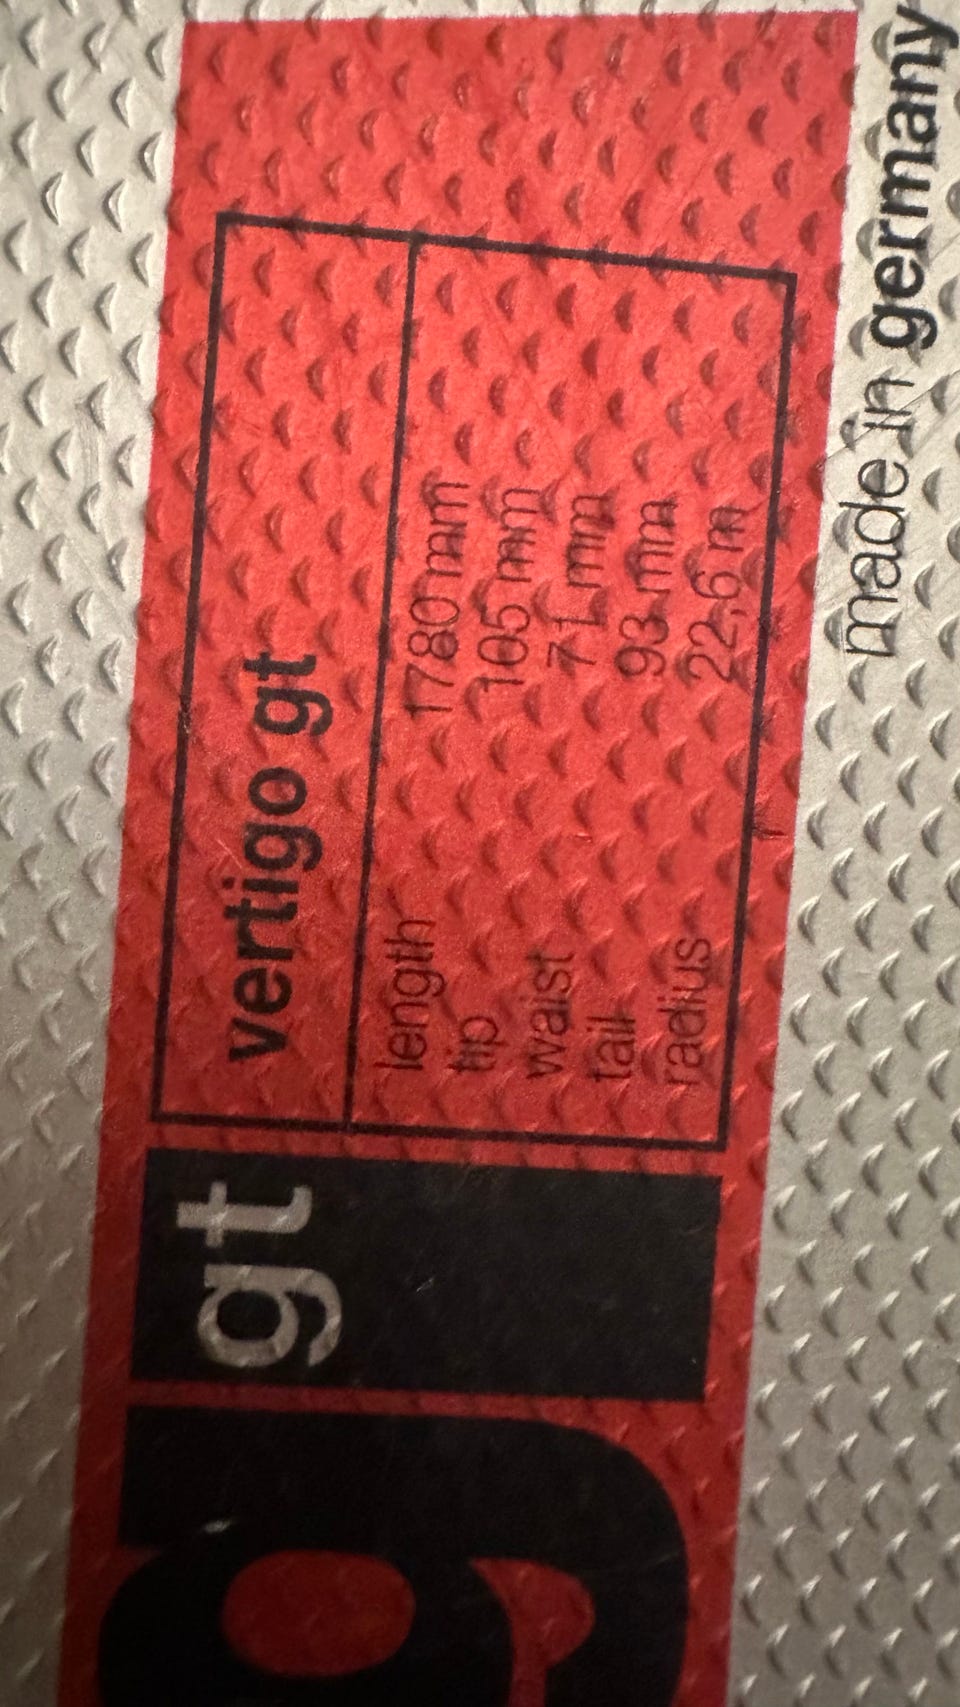 vertigo gt
length 1780 mm
tip 105 mm
waist 71 mm
tail 93 mm
radius 22,6 m
gt
made in germany